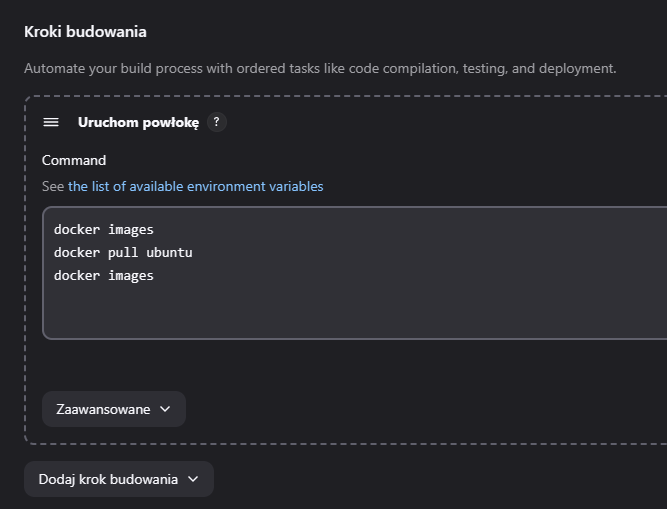 Kroki budowania
Automate your build process with ordered tasks like code compilation, testing, and deployment.
Uruchom powłokę ?
Command
See the list of available environment variables
docker images
docker pull ubuntu
docker images
Zaawansowane
Dodaj krok budowania